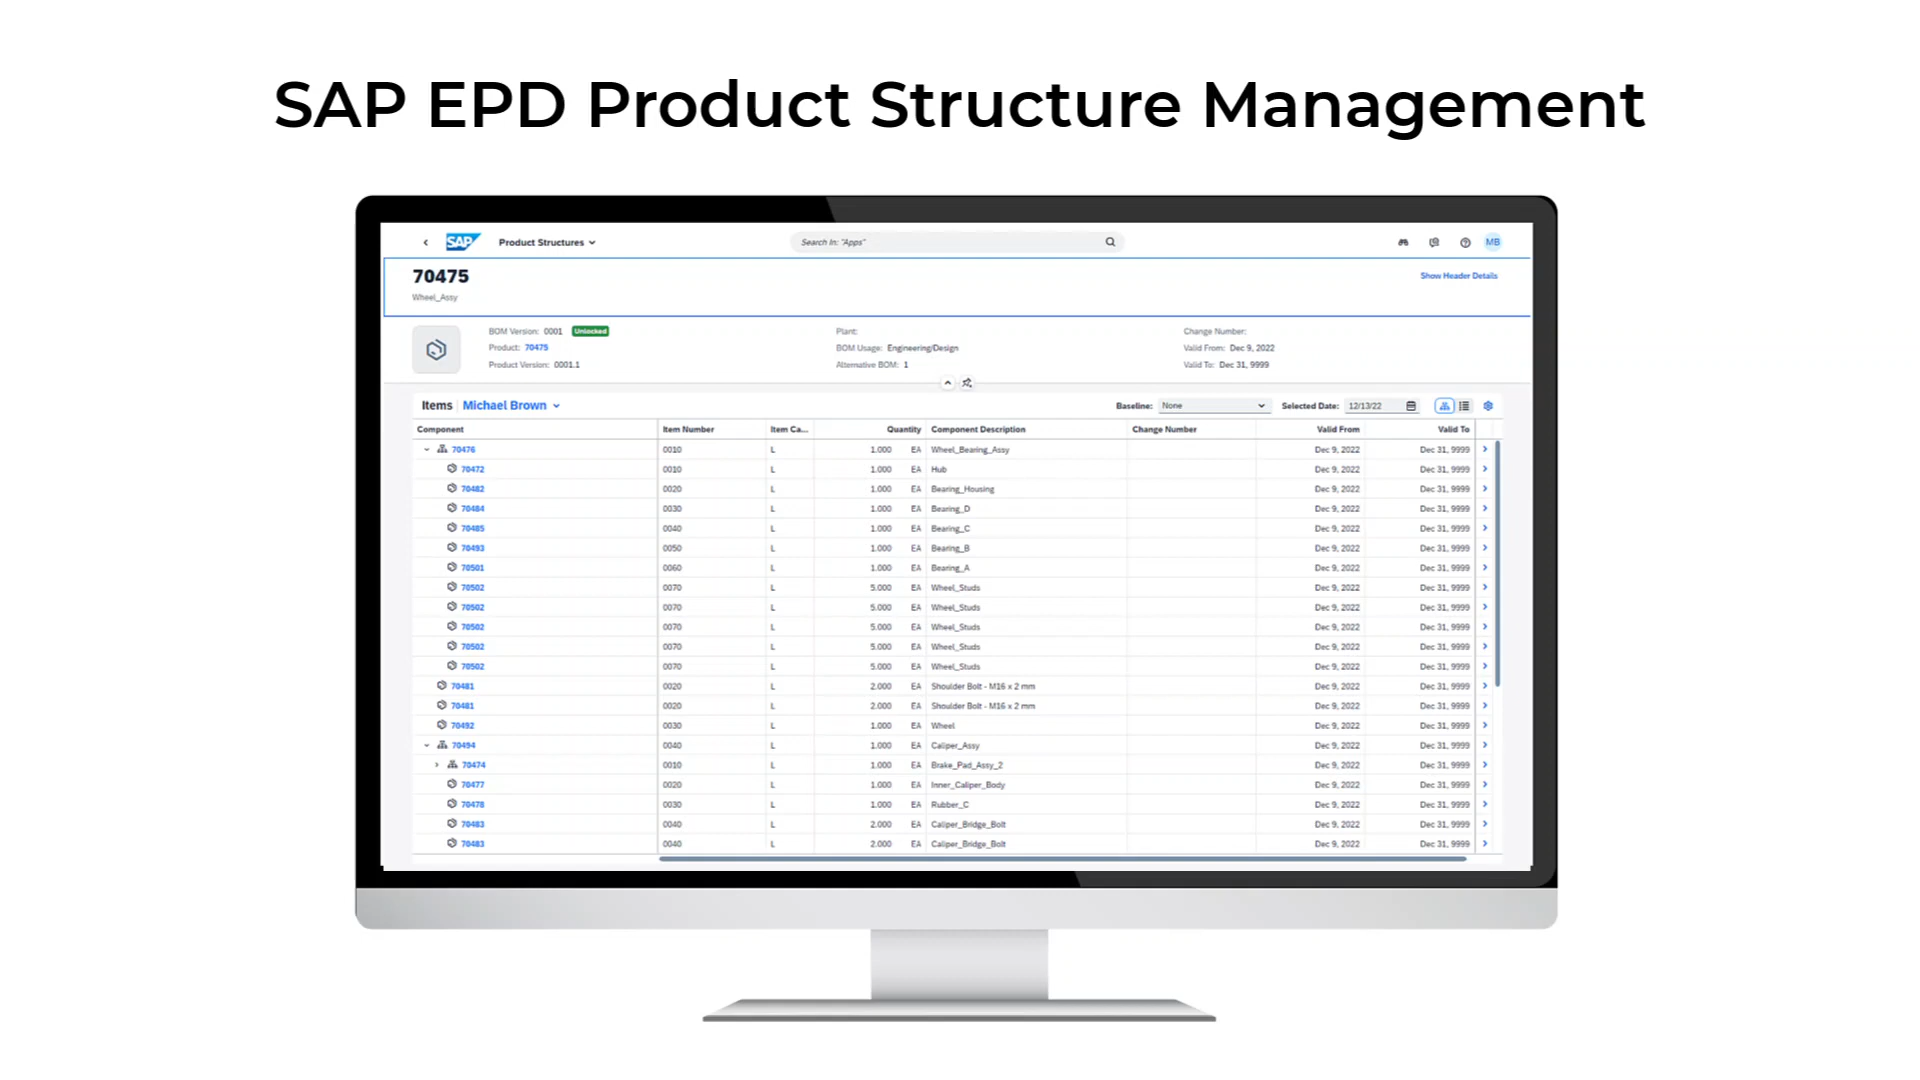 SAP EPD Product Structure Management
SAP Product Structures Search In: "Apps" MB
70475 Show Header Details
Wheel_Assy
BOM Version: 0001 Unlocked Plant: Change Number:
Product: 70475 BOM Usage: Engineering/Design Valid From: Dec 9, 2022
Product Version: 0001.1 Alternative BOM: 1 Valid To: Dec 31, 9999
Items Michael Brown Baseline: None Selected Date: 12/13/22
Component Item Number Item Ca... Quantity Component Description Change Number Valid From Valid To
70476 0010 L 1.000 EA Wheel_Bearing_Assy Dec 9, 2022 Dec 31, 9999
70472 0010 L 1.000 EA Hub Dec 9, 2022 Dec 31, 9999
70482 0020 L 1.000 EA Bearing_Housing Dec 9, 2022 Dec 31, 9999
70484 0030 L 1.000 EA Bearing_D Dec 9, 2022 Dec 31, 9999
70485 0040 L 1.000 EA Bearing_C Dec 9, 2022 Dec 31, 9999
70493 0050 L 1.000 EA Bearing_B Dec 9, 2022 Dec 31, 9999
70501 0060 L 1.000 EA Bearing_A Dec 9, 2022 Dec 31, 9999
70502 0070 L 5.000 EA Wheel_Studs Dec 9, 2022 Dec 31, 9999
70502 0070 L 5.000 EA Wheel_Studs Dec 9, 2022 Dec 31, 9999
70502 0070 L 5.000 EA Wheel_Studs Dec 9, 2022 Dec 31, 9999
70502 0070 L 5.000 EA Wheel_Studs Dec 9, 2022 Dec 31, 9999
70502 0070 L 5.000 EA Wheel_Studs Dec 9, 2022 Dec 31, 9999
70481 0020 L 2.000 EA Shoulder Bolt - M16 x 2 mm Dec 9, 2022 Dec 31, 9999
70481 0020 L 2.000 EA Shoulder Bolt - M16 x 2 mm Dec 9, 2022 Dec 31, 9999
70492 0030 L 1.000 EA Wheel Dec 9, 2022 Dec 31, 9999
70494 0040 L 1.000 EA Caliper_Assy Dec 9, 2022 Dec 31, 9999
70474 0010 L 1.000 EA Brake_Pad_Assy_2 Dec 9, 2022 Dec 31, 9999
70477 0020 L 1.000 EA Inner_Caliper_Body Dec 9, 2022 Dec 31, 9999
70478 0030 L 1.000 EA Rubber_C Dec 9, 2022 Dec 31, 9999
70483 0040 L 2.000 EA Caliper_Bridge_Bolt Dec 9, 2022 Dec 31, 9999
70483 0040 L 2.000 EA Caliper_Bridge_Bolt Dec 9, 2022 Dec 31, 9999